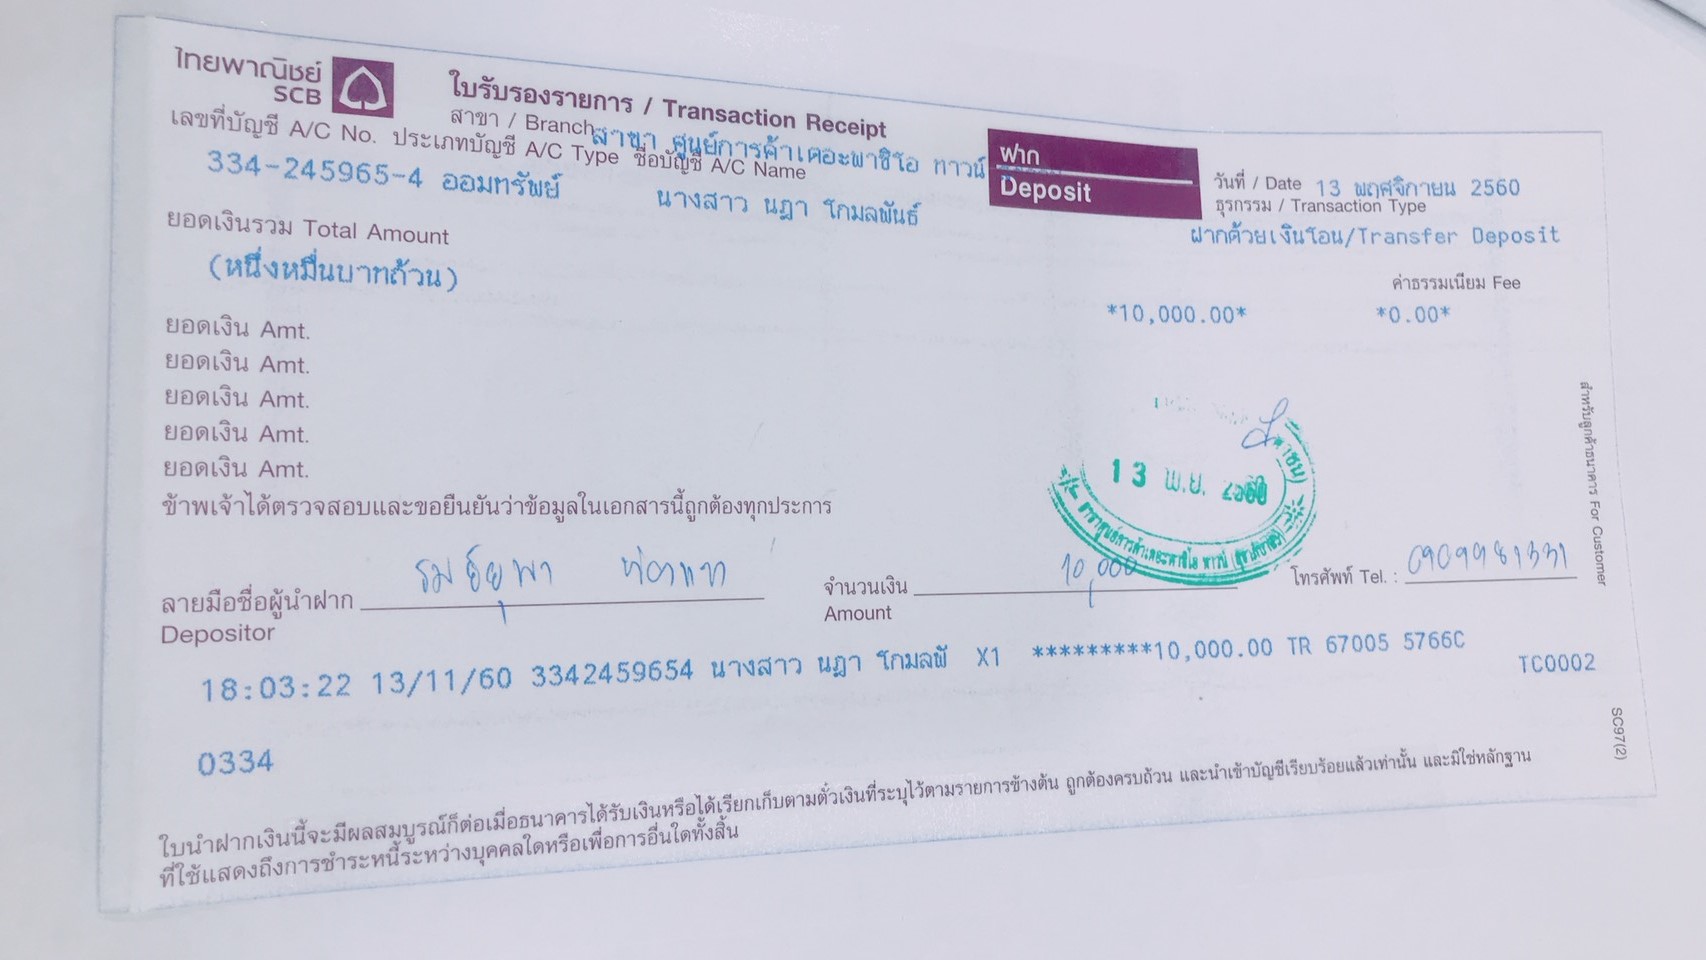 ไทยพาณิชย์
SCB
ใบรับรองรายการ / Transaction Receipt
สาขา / Branch สาขา ศูนย์การค้าเดอะพาซิโอ ทาวน์
เลขที่บัญชี A/C No. ประเภทบัญชี A/C Type ชื่อบัญชี A/C Name
334-245965-4 ออมทรัพย์ นางสาว นฎา โกมลพันธ์
ฝาก
Deposit
วันที่ / Date 13 พฤศจิกายน 2560
ธุรกรรม / Transaction Type
ฝากด้วยเงินโอน/Transfer Deposit
ยอดเงินรวม Total Amount
(หนึ่งหมื่นบาทถ้วน)
ค่าธรรมเนียม Fee
*10,000.00* *0.00*
ยอดเงิน Amt.
ยอดเงิน Amt.
ยอดเงิน Amt.
ยอดเงิน Amt.
ยอดเงิน Amt.
13 พ.ย. 2560
ข้าพเจ้าได้ตรวจสอบและขอยืนยันว่าข้อมูลในเอกสารนี้ถูกต้องทุกประการ
ลายมือชื่อผู้นำฝาก
Depositor
จำนวนเงิน 10,000
Amount
โทรศัพท์ Tel. : 0909981331
18:03:22 13/11/60 3342459654 นางสาว นฎา โกมลพั X1 *********10,000.00 TR 67005 5766C
TC0002
0334
ใบนำฝากเงินนี้จะมีผลสมบูรณ์ก็ต่อเมื่อธนาคารได้รับเงินหรือได้เรียกเก็บตามตั๋วเงินที่ระบุไว้ตามรายการข้างต้น ถูกต้องครบถ้วน และนำเข้าบัญชีเรียบร้อยแล้วเท่านั้น และมิใช่หลักฐาน
ที่ใช้แสดงถึงการชำระหนี้ระหว่างบุคคลใดหรือเพื่อการอื่นใดทั้งสิ้น
สำหรับลูกค้าธนาคาร For Customer
SC97(2)